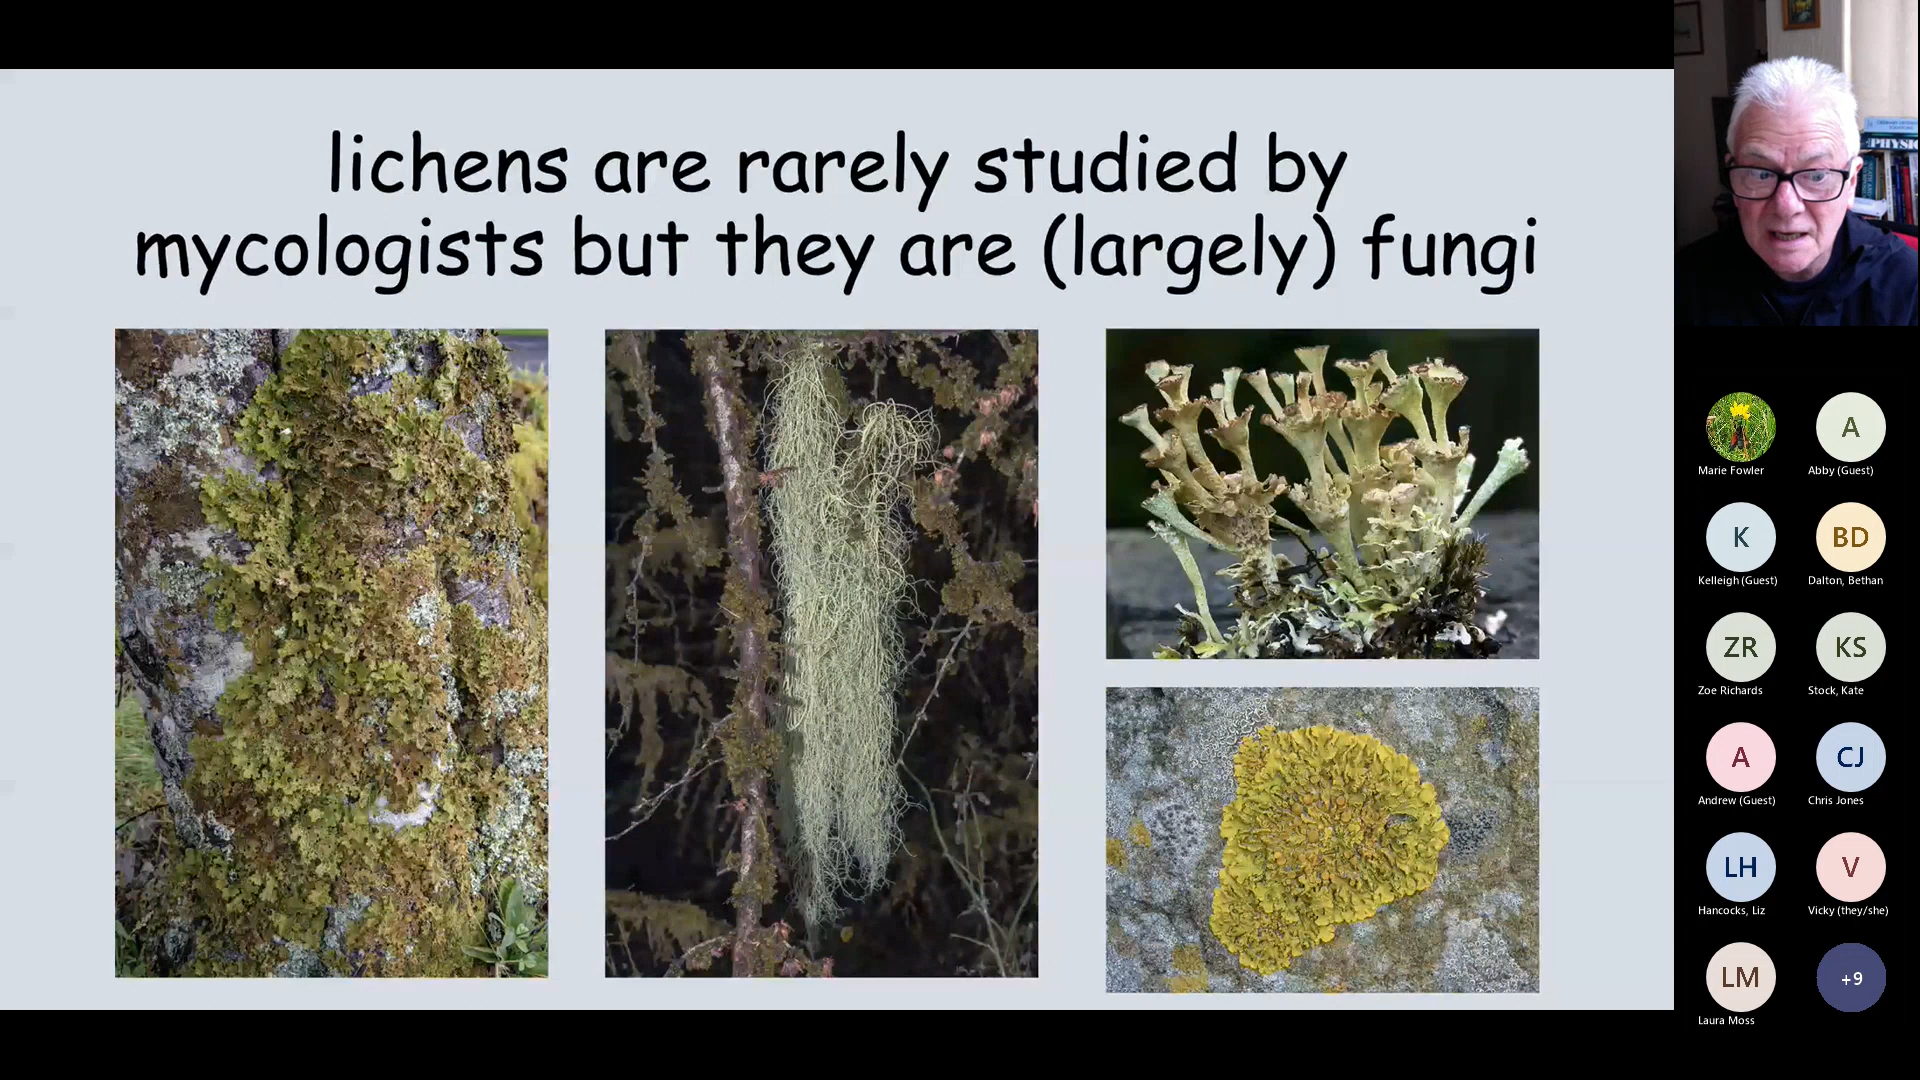 lichens are rarely studied by
mycologists but they are (largely) fungi
PHYSI
Marie Fowler
A
Abby (Guest)
K
Kelleigh (Guest)
BD
Dalton, Bethan
ZR
Zoe Richards
KS
Stock, Kate
A
Andrew (Guest)
CJ
Chris Jones
LH
Hancocks, Liz
V
Vicky (they/she)
LM
Laura Moss
+9